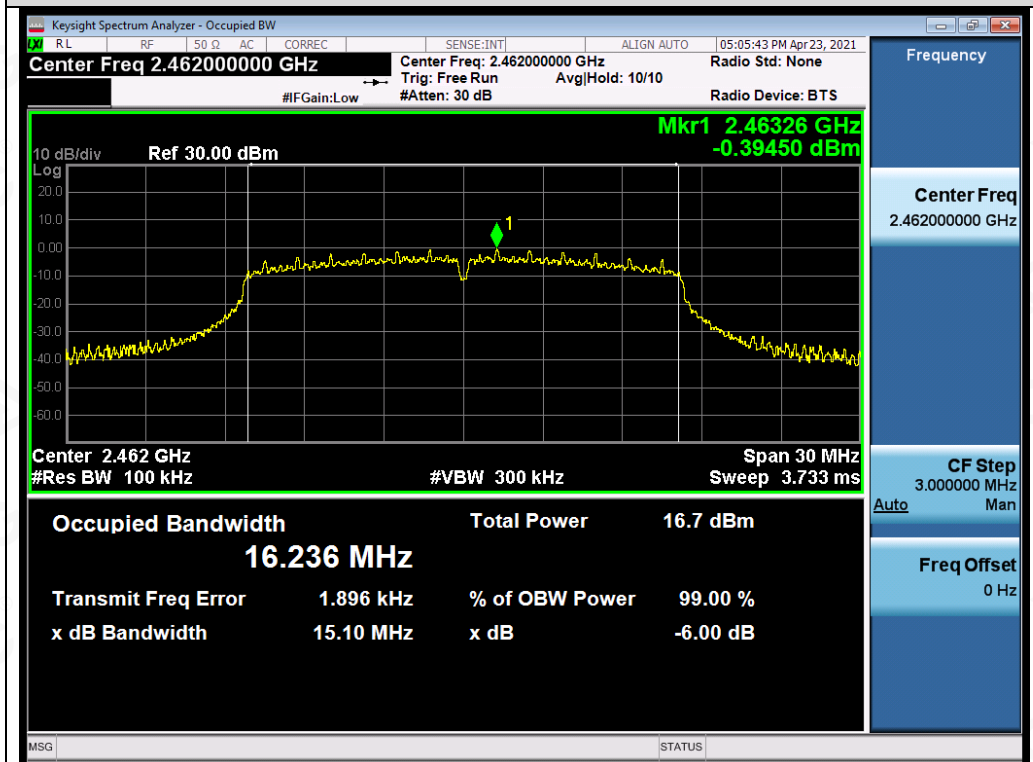 Keysight Spectrum Analyzer - Occupied BW
LXI RL RF 50 Ω AC CORREC SENSE:INT ALIGN AUTO 05:05:43 PM Apr 23, 2021
Center Freq 2.462000000 GHz Center Freq: 2.462000000 GHz Radio Std: None
Trig: Free Run Avg|Hold: 10/10
#IFGain:Low #Atten: 30 dB Radio Device: BTS
Mkr1 2.46326 GHz
10 dB/div Ref 30.00 dBm -0.39450 dBm
Log
20.0
10.0
1
0.00
-10.0
-20.0
-30.0
-40.0
-50.0
-60.0
Center 2.462 GHz Span 30 MHz
#Res BW 100 kHz #VBW 300 kHz Sweep 3.733 ms
Occupied Bandwidth Total Power 16.7 dBm
16.236 MHz
Transmit Freq Error 1.896 kHz % of OBW Power 99.00 %
x dB Bandwidth 15.10 MHz x dB -6.00 dB
MSG STATUS
Frequency
Center Freq
2.462000000 GHz
CF Step
3.000000 MHz
Auto Man
Freq Offset
0 Hz